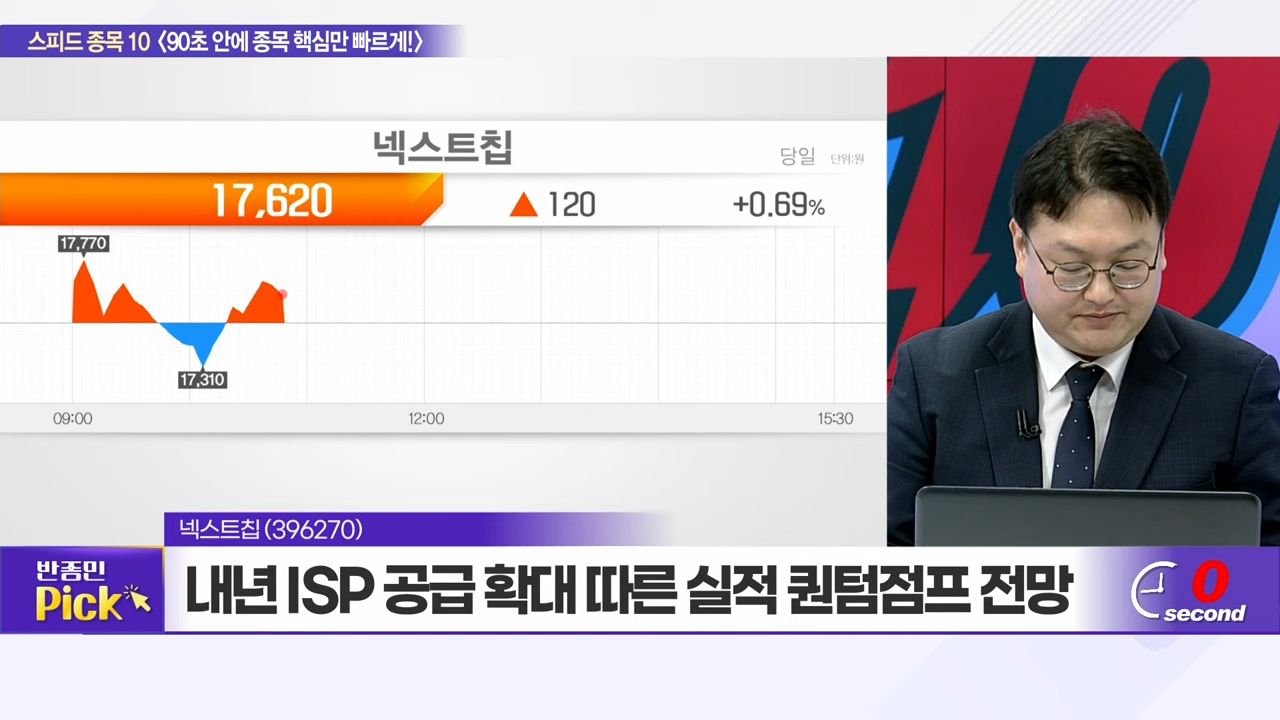 스피드 종목 10 〈90초 안에 종목 핵심만 빠르게!〉
넥스트칩
당일 단위:원
17,620 ▲ 120 +0.69%
17,770
17,310
09:00 12:00 15:30
10
넥스트칩 (396270)
반종민
Pick
내년 ISP 공급 확대 따른 실적 퀀텀점프 전망
0
second